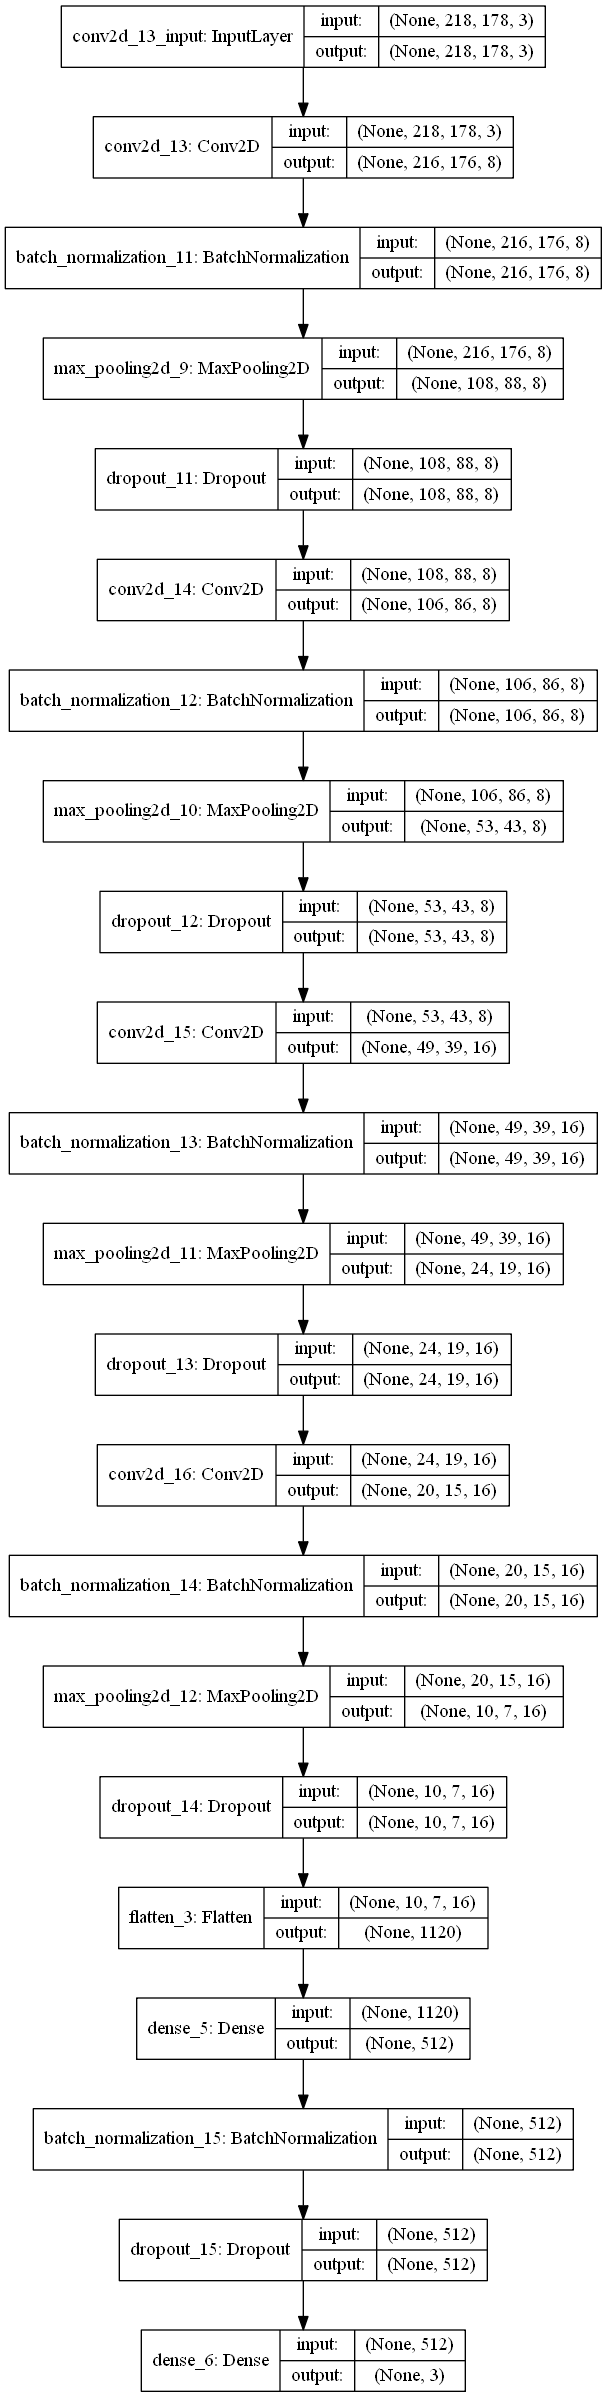 conv2d_13_input: InputLayer input: (None, 218, 178, 3)
output: (None, 218, 178, 3)
conv2d_13: Conv2D input: (None, 218, 178, 3)
output: (None, 216, 176, 8)
batch_normalization_11: BatchNormalization input: (None, 216, 176, 8)
output: (None, 216, 176, 8)
max_pooling2d_9: MaxPooling2D input: (None, 216, 176, 8)
output: (None, 108, 88, 8)
dropout_11: Dropout input: (None, 108, 88, 8)
output: (None, 108, 88, 8)
conv2d_14: Conv2D input: (None, 108, 88, 8)
output: (None, 106, 86, 8)
batch_normalization_12: BatchNormalization input: (None, 106, 86, 8)
output: (None, 106, 86, 8)
max_pooling2d_10: MaxPooling2D input: (None, 106, 86, 8)
output: (None, 53, 43, 8)
dropout_12: Dropout input: (None, 53, 43, 8)
output: (None, 53, 43, 8)
conv2d_15: Conv2D input: (None, 53, 43, 8)
output: (None, 49, 39, 16)
batch_normalization_13: BatchNormalization input: (None, 49, 39, 16)
output: (None, 49, 39, 16)
max_pooling2d_11: MaxPooling2D input: (None, 49, 39, 16)
output: (None, 24, 19, 16)
dropout_13: Dropout input: (None, 24, 19, 16)
output: (None, 24, 19, 16)
conv2d_16: Conv2D input: (None, 24, 19, 16)
output: (None, 20, 15, 16)
batch_normalization_14: BatchNormalization input: (None, 20, 15, 16)
output: (None, 20, 15, 16)
max_pooling2d_12: MaxPooling2D input: (None, 20, 15, 16)
output: (None, 10, 7, 16)
dropout_14: Dropout input: (None, 10, 7, 16)
output: (None, 10, 7, 16)
flatten_3: Flatten input: (None, 10, 7, 16)
output: (None, 1120)
dense_5: Dense input: (None, 1120)
output: (None, 512)
batch_normalization_15: BatchNormalization input: (None, 512)
output: (None, 512)
dropout_15: Dropout input: (None, 512)
output: (None, 512)
dense_6: Dense input: (None, 512)
output: (None, 3)